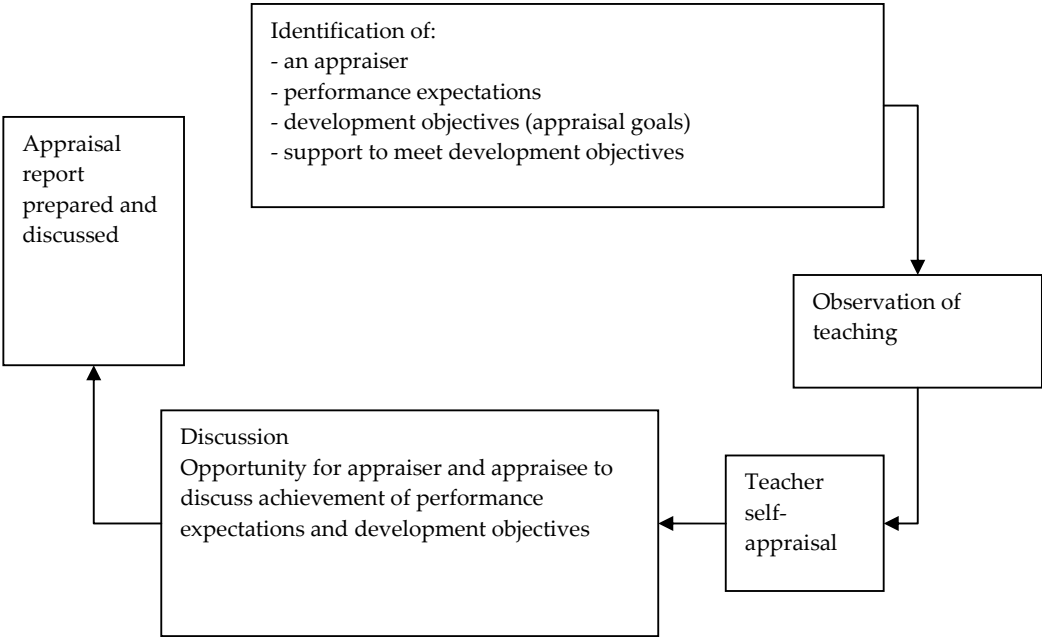 Identification of:
- an appraiser
- performance expectations
- development objectives (appraisal goals)
- support to meet development objectives
Observation of
teaching
Teacher
self-
appraisal
Discussion
Opportunity for appraiser and appraisee to
discuss achievement of performance
expectations and development objectives
Appraisal
report
prepared and
discussed